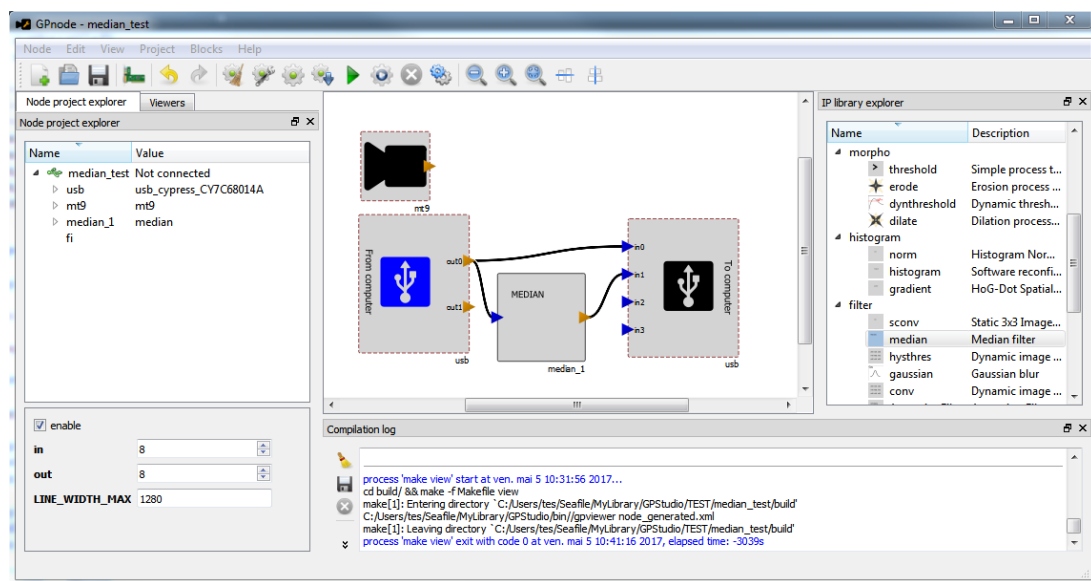 GPnode - median_test
Node Edit View Project Blocks Help
Node project explorer Viewers
Node project explorer
Name Value
median_test Not connected
usb usb_cypress_CY7C68014A
mt9 mt9
median_1 median
fi
enable
in 8
out 8
LINE_WIDTH_MAX 1280
mt9
From computer
out0
out1
usb
MEDIAN
median_1
in0
in1
in2
in3
To computer
usb
IP library explorer
Name Description
morpho
threshold Simple process t...
erode Erosion process ...
dynthreshold Dynamic thresh...
dilate Dilation process...
histogram
norm Histogram Nor...
histogram Software reconfi...
gradient HoG-Dot Spatial...
filter
sconv Static 3x3 Image...
median Median filter
hysthres Dynamic image ...
gaussian Gaussian blur
conv Dynamic image ...
Compilation log
process 'make view' start at ven. mai 5 10:31:56 2017...
cd build/ && make -f Makefile view
make[1]: Entering directory `C:/Users/tes/Seafile/MyLibrary/GPStudio/TEST/median_test/build'
C:/Users/tes/Seafile/MyLibrary/GPStudio/bin//gpviewer node_generated.xml
make[1]: Leaving directory `C:/Users/tes/Seafile/MyLibrary/GPStudio/TEST/median_test/build'
process 'make view' exit with code 0 at ven. mai 5 10:41:16 2017, elapsed time: -3039s